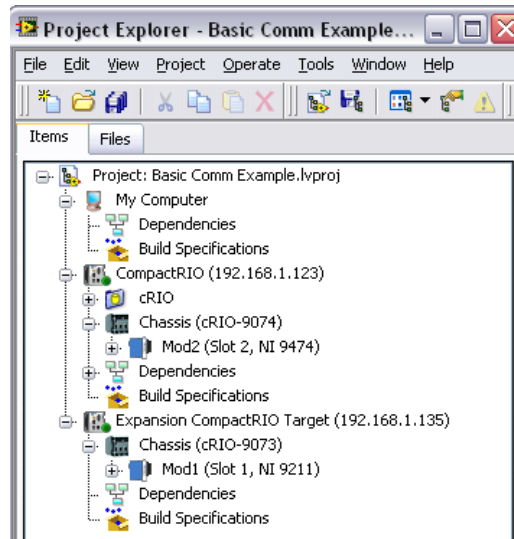 Project Explorer - Basic Comm Example...
File Edit View Project Operate Tools Window Help
Items Files
Project: Basic Comm Example.lvproj
My Computer
Dependencies
Build Specifications
CompactRIO (192.168.1.123)
cRIO
Chassis (cRIO-9074)
Mod2 (Slot 2, NI 9474)
Dependencies
Build Specifications
Expansion CompactRIO Target (192.168.1.135)
Chassis (cRIO-9073)
Mod1 (Slot 1, NI 9211)
Dependencies
Build Specifications